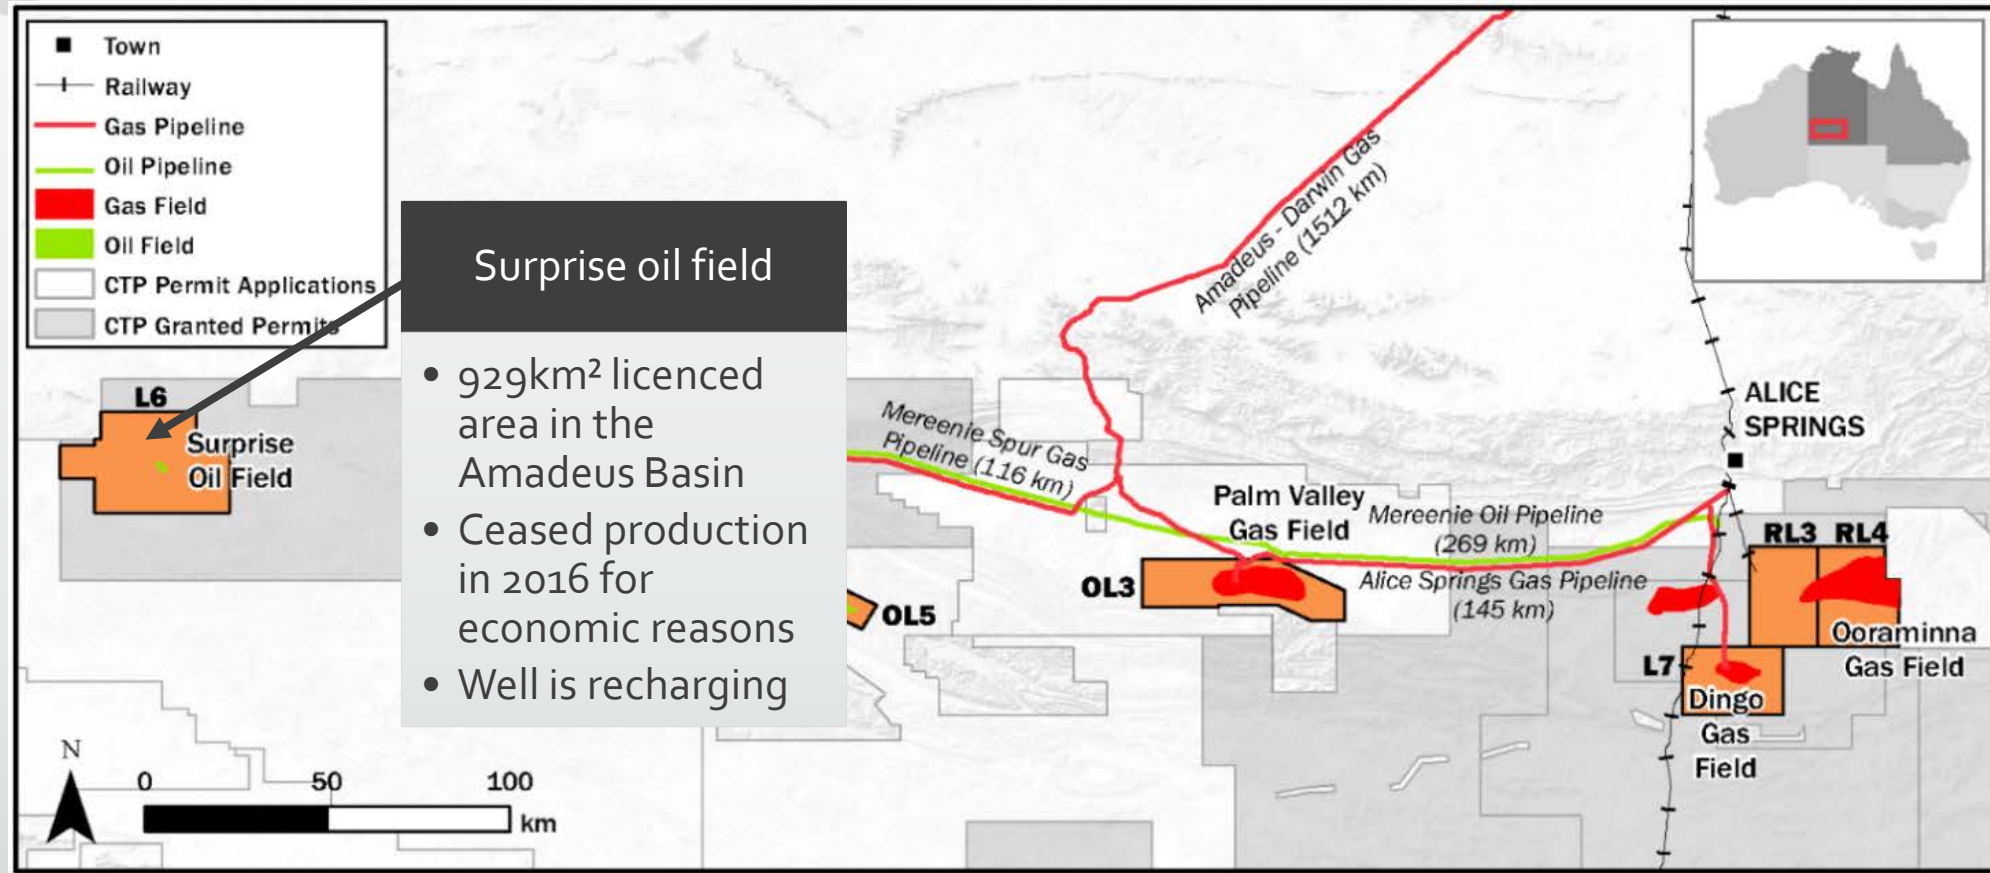 Town
Railway
Gas Pipeline
Oil Pipeline
Gas Field
Oil Field
CTP Permit Applications
CTP Granted Permits
Surprise oil field
• 929km² licenced
area in the
Amadeus Basin
• Ceased production
in 2016 for
economic reasons
• Well is recharging
L6
Surprise
Oil Field
Amadeus - Darwin Gas
Pipeline (1512 km)
Mereenie Spur Gas
Pipeline (116 km)
ALICE
SPRINGS
Palm Valley
Gas Field
Mereenie Oil Pipeline
(269 km)
Alice Springs Gas Pipeline
(145 km)
OL3
OL5
RL3 RL4
Ooraminna
Gas Field
L7
Dingo
Gas
Field
N
0 50 100
km